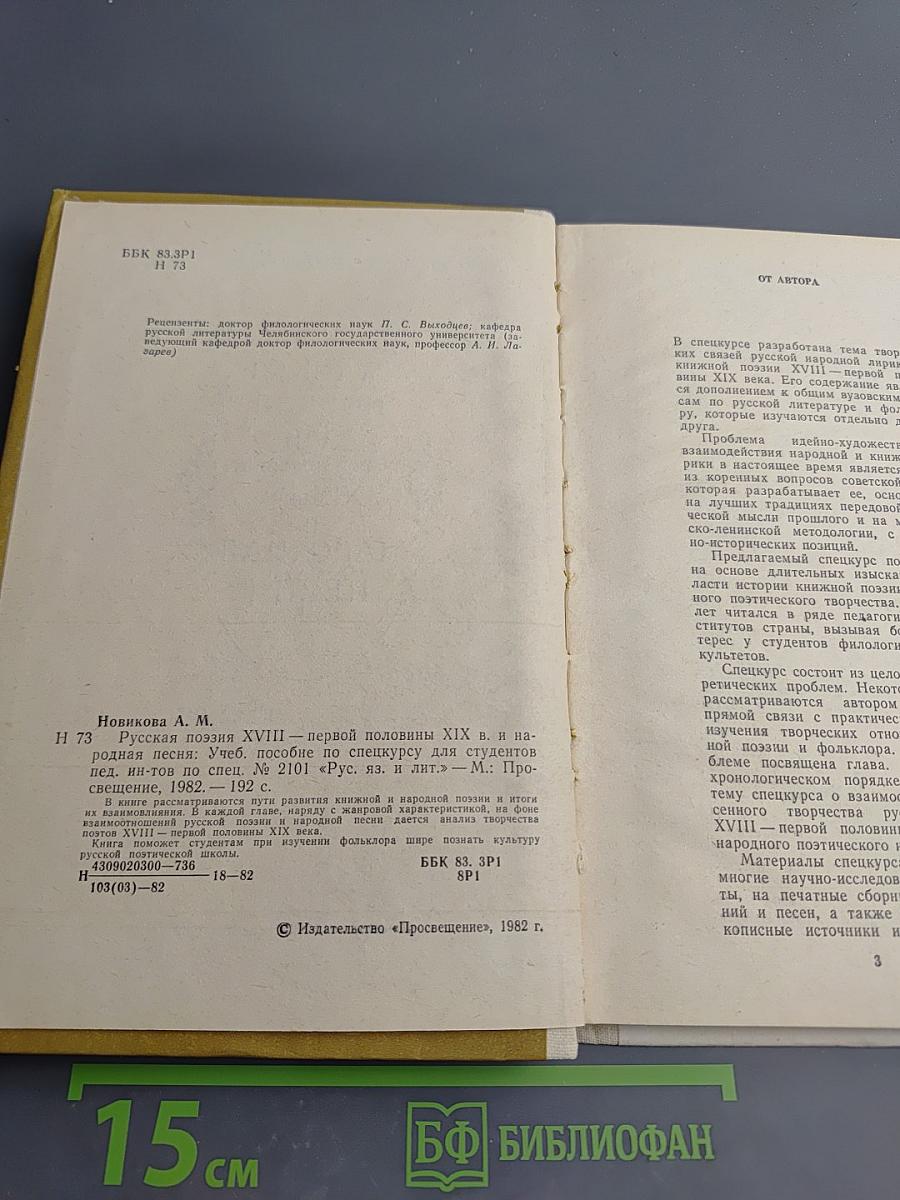 ББК 83.3Р1
Н 73
Рецензенты: доктор филологических наук П. С. Выходцев; кафедра
русской литературы Челябинского государственного университета (за-
ведующий кафедрой доктор филологических наук, профессор А. И. Ла-
зарев)
Новикова А. М.
Н 73 Русская поэзия XVIII — первой половины XIX в. и на-
родная песня: Учеб. пособие по спецкурсу для студентов
пед. ин-тов по спец. № 2101 «Рус. яз. и лит.» — М.: Про-
свещение, 1982. — 192 с.
В книге рассматриваются пути развития книжной и народной поэзии и итоги
их взаимовлияния. В каждой главе, наряду с жанровой характеристикой, на фоне
взаимоотношений русской поэзии и народной песни дается анализ творчества
поэтов XVIII — первой половины XIX века.
Книга поможет студентам при изучении фольклора шире познать культуру
русской поэтической школы.
4309020300—736
Н 18—82
103(03)—82
ББК 83. 3Р1
8Р1
© Издательство «Просвещение», 1982 г.
ОТ АВТОРА
В спецкурсе разработана тема твор
ких связей русской народной лирик
книжной поэзии XVIII — первой п
вины XIX века. Его содержание яв
ся дополнением к общим вузовским
сам по русской литературе и фол
ру, которые изучаются отдельно д
друга.
Проблема идейно-художеств
взаимодействия народной и книж
рики в настоящее время является
из коренных вопросов советской
которая разрабатывает ее, осно
на лучших традициях передовой
ческой мысли прошлого и на м
ско-ленинской методологии, с
но-исторических позиций.
Предлагаемый спецкурс по
на основе длительных изыска
ласти истории книжной поэзи
ного поэтического творчества.
лет читался в ряде педагоги
ститутов страны, вызывая бо
терес у студентов филологи
культетов.
Спецкурс состоит из цело
ретических проблем. Некот
рассматриваются автором
прямой связи с практичес
изучения творческих отно
ной поэзии и фольклора.
блеме посвящена глава.
хронологическом порядке
тему спецкурса о взаимос
сенного творчества ру
XVIII — первой половин
народного поэтического и
Материалы спецкурса
многие научно-исследов
ты, на печатные сборн
ний и песен, а также
кописные источники и
3
15 см
БФ БИБЛИОФАН